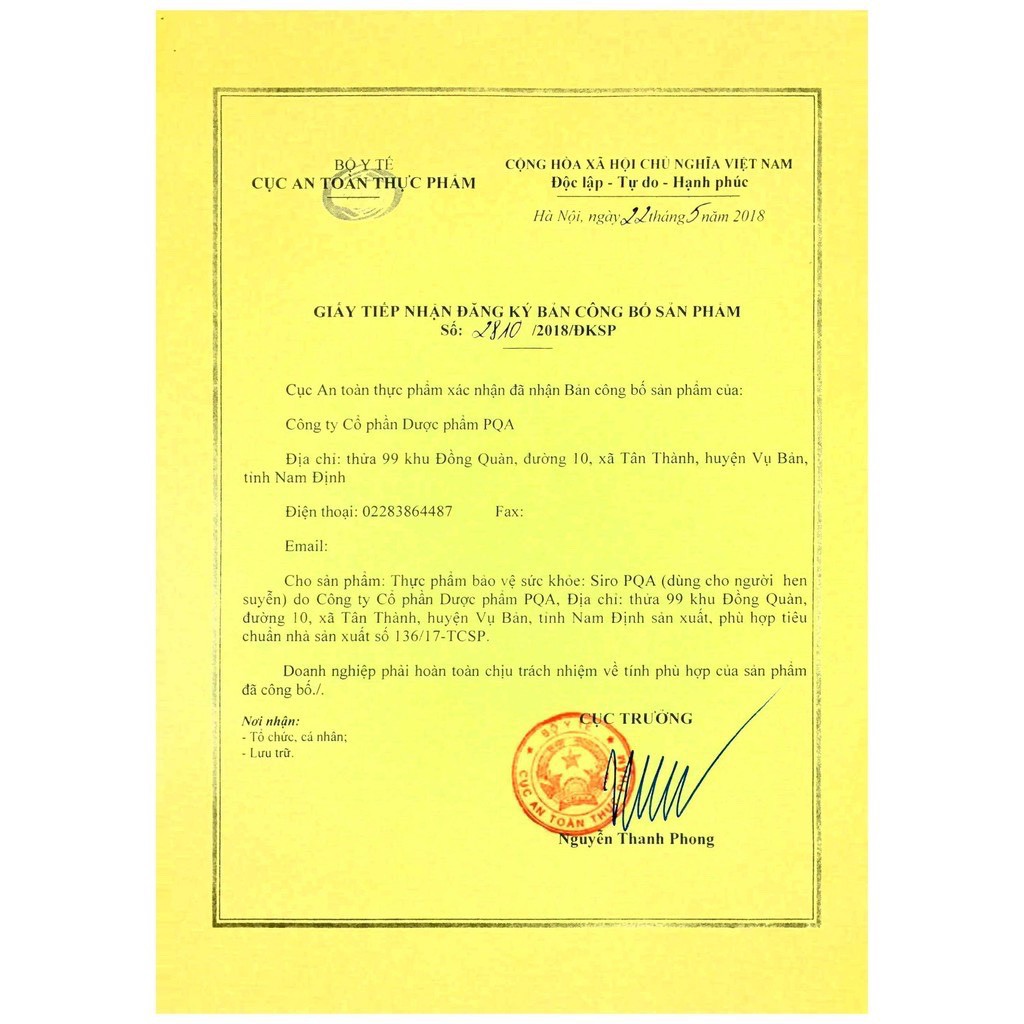 BỘ Y TẾ
CỤC AN TOÀN THỰC PHẨM
CỘNG HÒA XÃ HỘI CHỦ NGHĨA VIỆT NAM
Độc lập - Tự do - Hạnh phúc
Hà Nội, ngày 22 tháng 5 năm 2018
GIẤY TIẾP NHẬN ĐĂNG KÝ BẢN CÔNG BỐ SẢN PHẨM
Số: 2810 /2018/ĐKSP
Cục An toàn thực phẩm xác nhận đã nhận Bản công bố sản phẩm của:
Công ty Cổ phần Dược phẩm PQA
Địa chỉ: thửa 99 khu Đồng Quàn, đường 10, xã Tân Thành, huyện Vụ Bản,
tỉnh Nam Định
Điện thoại: 02283864487 Fax:
Email:
Cho sản phẩm: Thực phẩm bảo vệ sức khỏe: Siro PQA (dùng cho người hen
suyễn) do Công ty Cổ phần Dược phẩm PQA, Địa chỉ: thửa 99 khu Đồng Quàn,
đường 10, xã Tân Thành, huyện Vụ Bản, tỉnh Nam Định sản xuất, phù hợp tiêu
chuẩn nhà sản xuất số 136/17-TCSP.
Doanh nghiệp phải hoàn toàn chịu trách nhiệm về tính phù hợp của sản phẩm
đã công bố./.
Nơi nhận:
- Tổ chức, cá nhân;
- Lưu trữ.
CỤC TRƯỞNG
BỘ Y TẾ
CỤC AN TOÀN
Nguyễn Thanh Phong